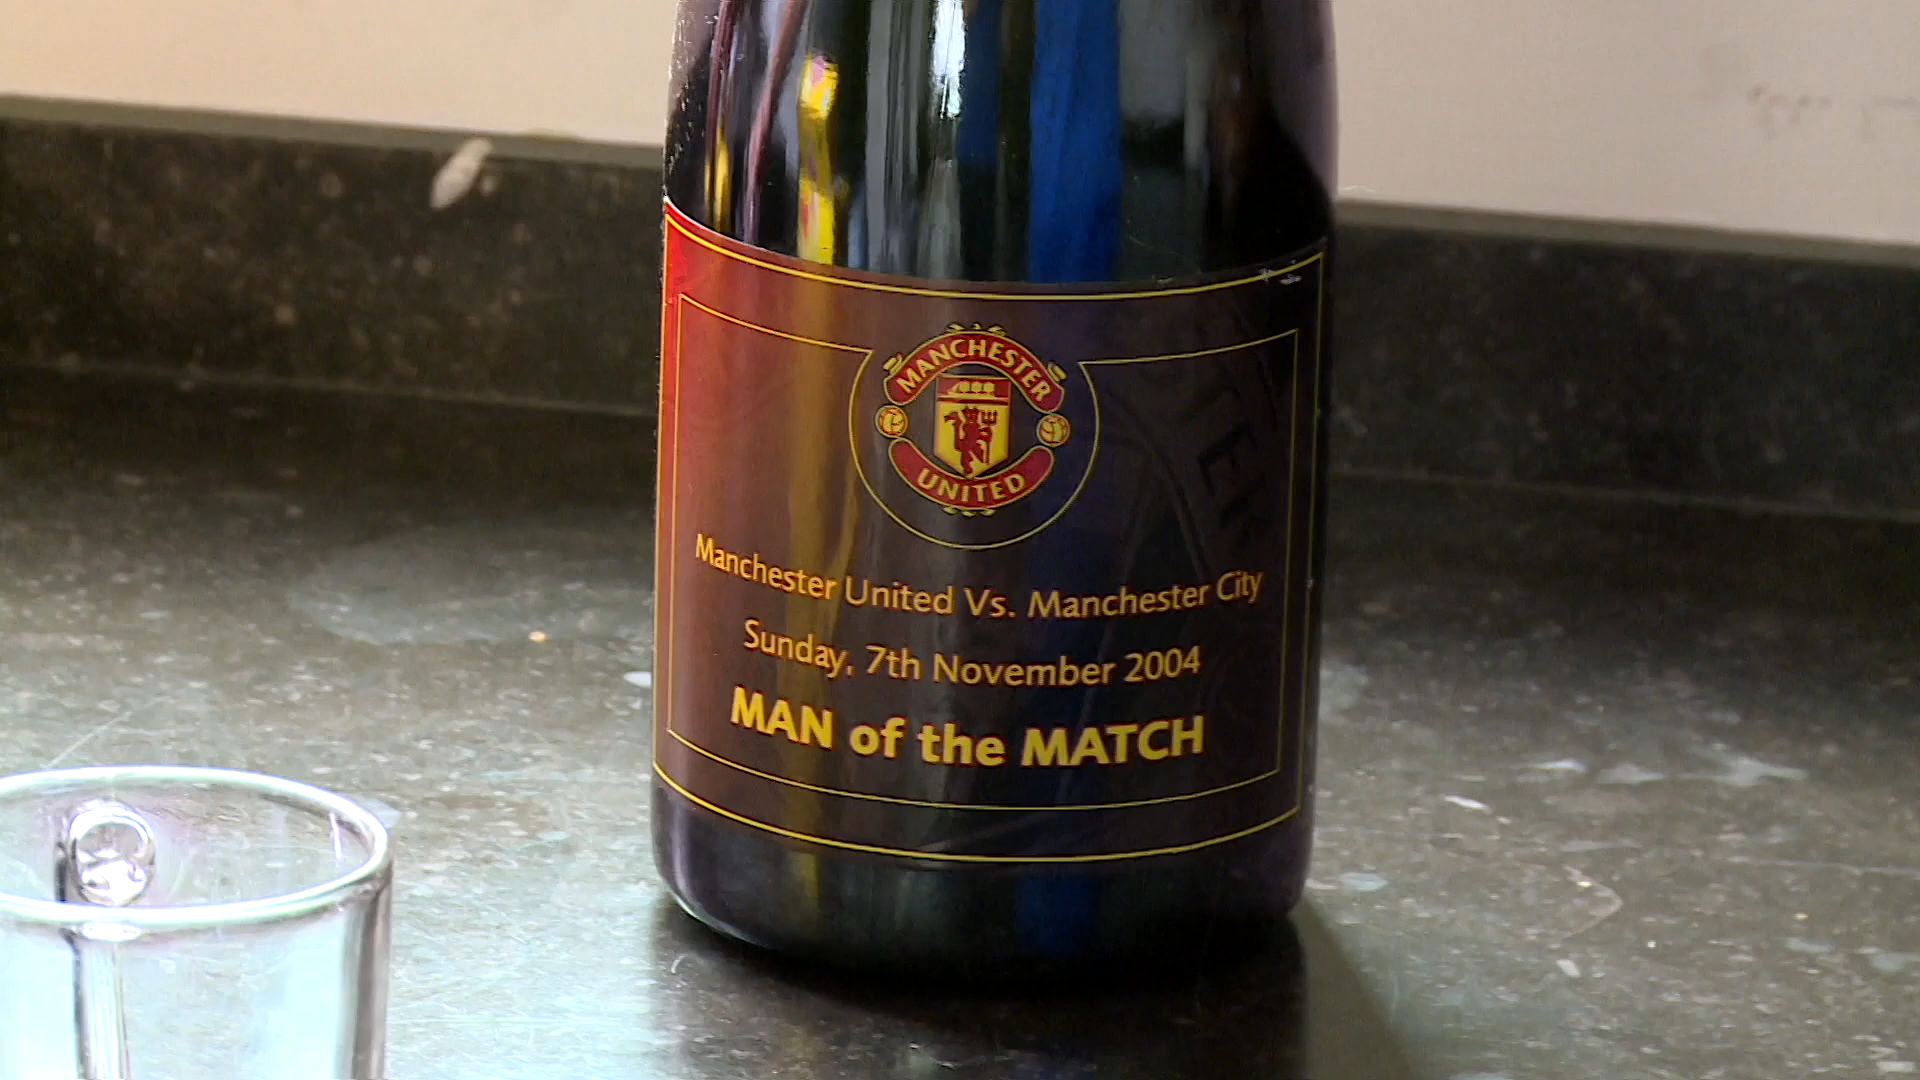 MANCHESTER
UNITED
Manchester United Vs. Manchester City
Sunday, 7th November 2004
MAN of the MATCH